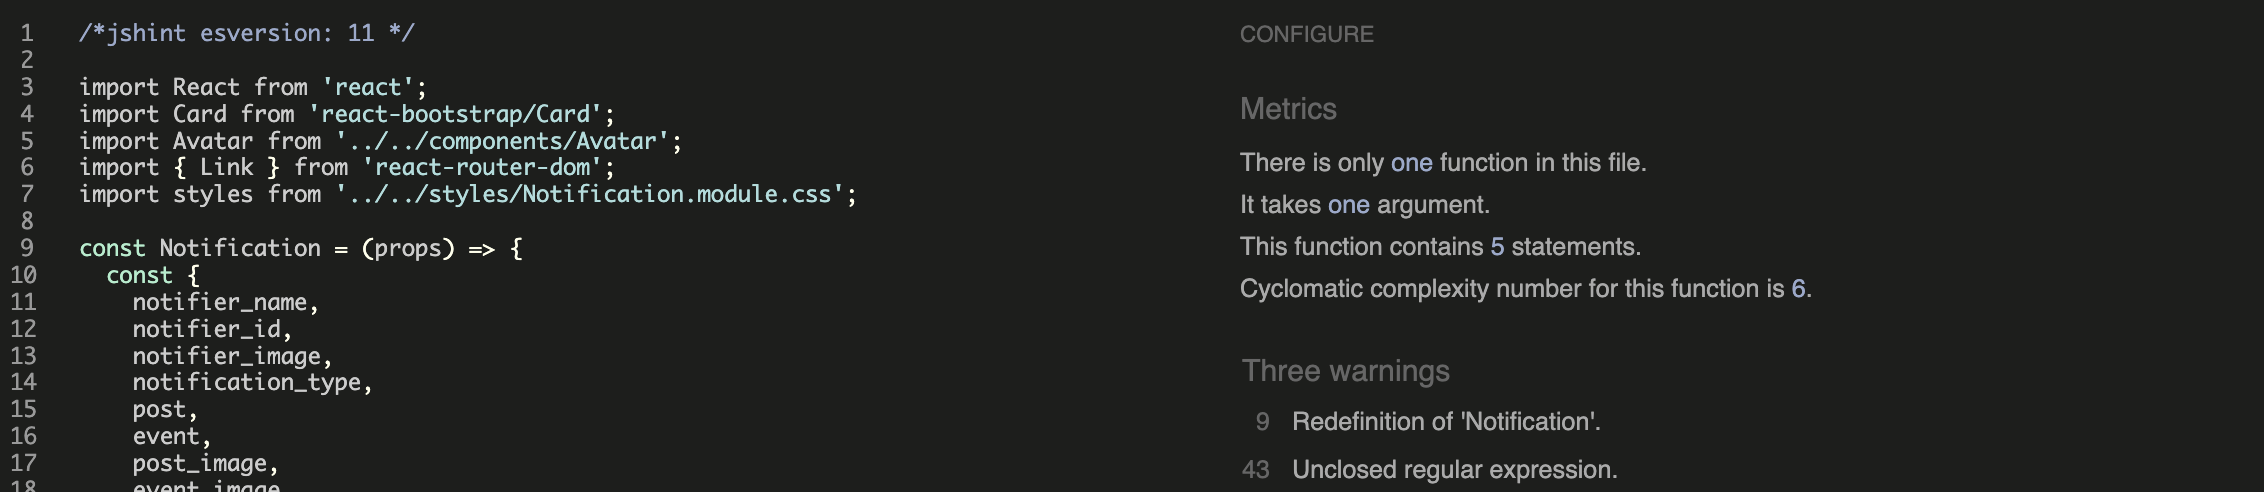 1 /*jshint esversion: 11 */
2
3 import React from 'react';
4 import Card from 'react-bootstrap/Card';
5 import Avatar from '../../components/Avatar';
6 import { Link } from 'react-router-dom';
7 import styles from '../../styles/Notification.module.css';
8
9 const Notification = (props) => {
10 const {
11 notifier_name,
12 notifier_id,
13 notifier_image,
14 notification_type,
15 post,
16 event,
17 post_image,
18 event_image
CONFIGURE
Metrics
There is only one function in this file.
It takes one argument.
This function contains 5 statements.
Cyclomatic complexity number for this function is 6.
Three warnings
9 Redefinition of 'Notification'.
43 Unclosed regular expression.